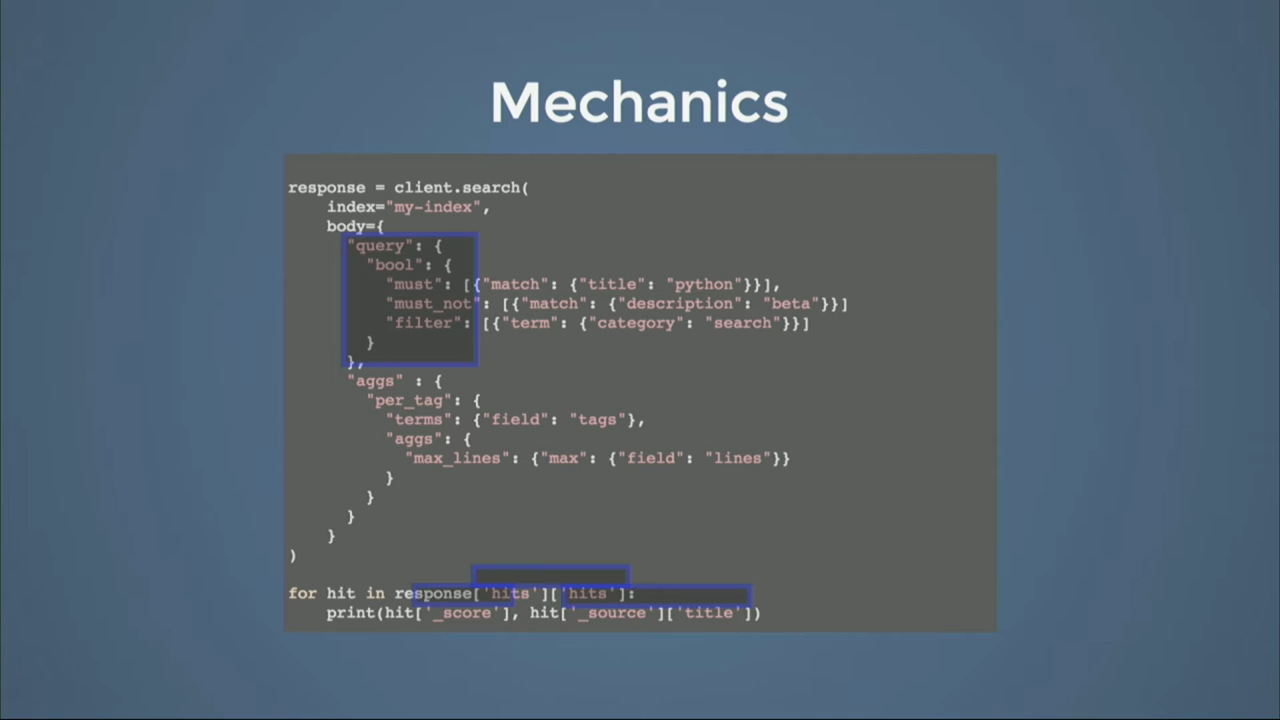 Mechanics
response = client.search(
    index="my-index",
    body={
      "query": {
        "bool": {
          "must": [{"match": {"title": "python"}}],
          "must_not": [{"match": {"description": "beta"}}]
          "filter": [{"term": {"category": "search"}}]
        }
      },
      "aggs" : {
        "per_tag": {
          "terms": {"field": "tags"},
          "aggs": {
            "max_lines": {"max": {"field": "lines"}}
          }
        }
      }
    }
)
for hit in response['hits']['hits']:
    print(hit['_score'], hit['_source']['title'])